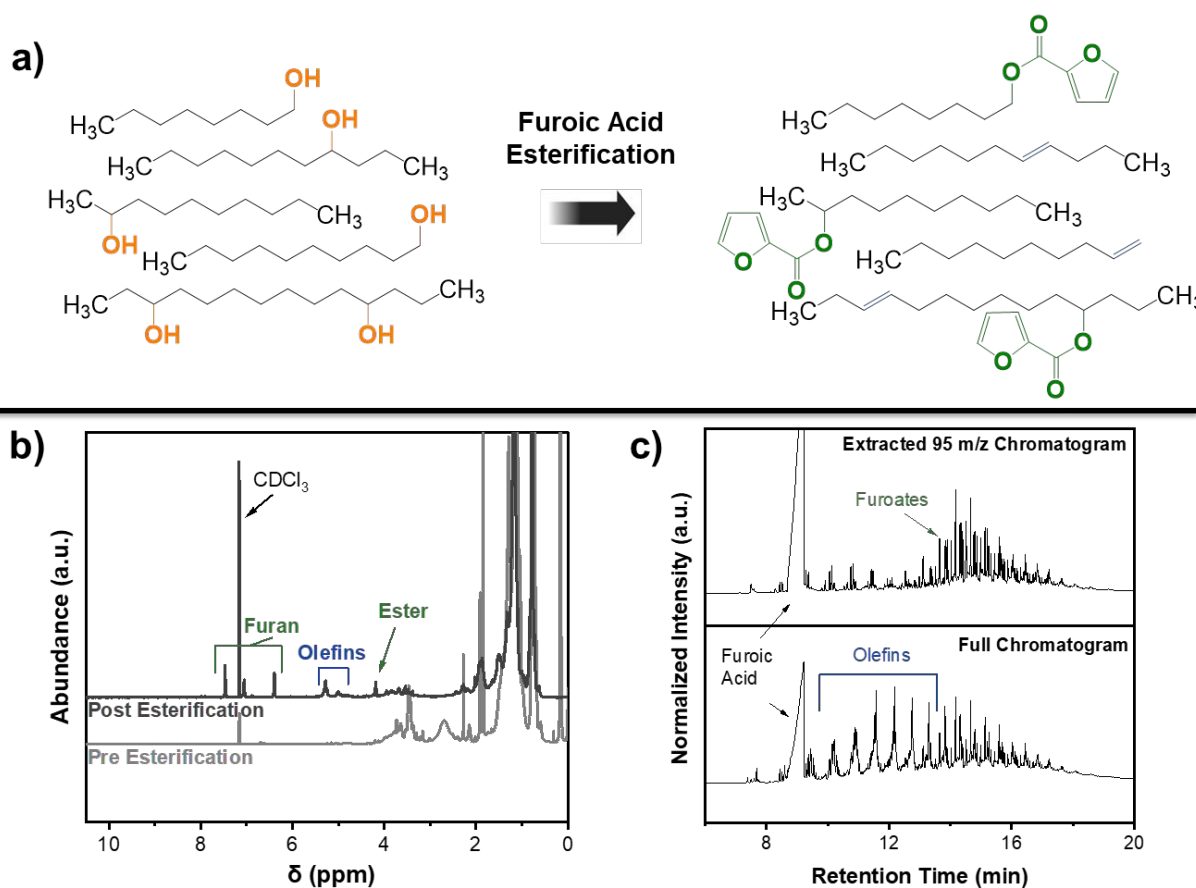 a)
OH
H₃C
OH
H₃C
CH₃
H₃C
CH₃
OH
OH
H₃C
CH₃
OH
OH
Furoic Acid
Esterification
O
O
O
H₃C
CH₃
H₃C
H₃C
CH₃
O
O
O
H₃C
H₃C
CH₃
O
O
O
b)
CDCl₃
Furan
Olefins
Ester
Post Esterification
Pre Esterification
Abundance (a.u.)
10
8
6
4
2
0
δ (ppm)
c)
Extracted 95 m/z Chromatogram
Furoates
Furoic
Acid
Full Chromatogram
Olefins
Normalized Intensity (a.u.)
8
12
16
20
Retention Time (min)